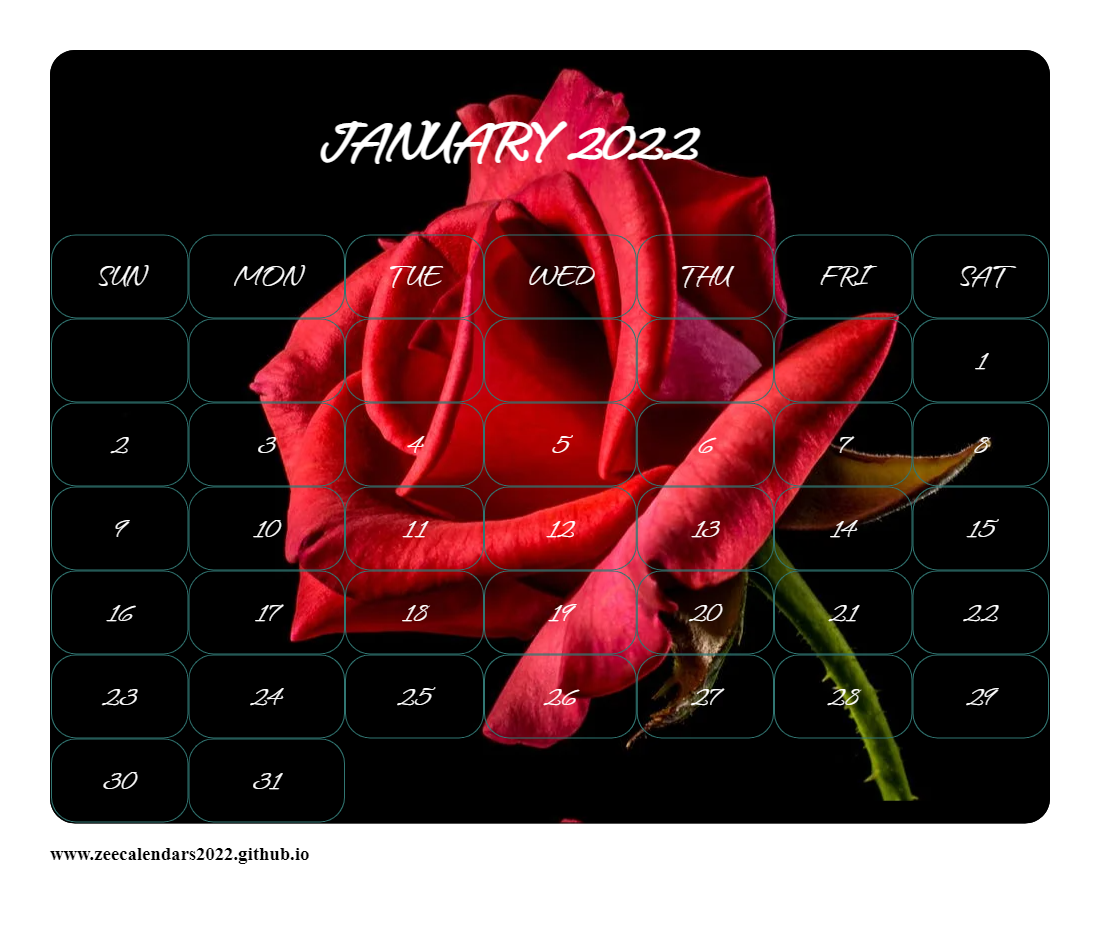 JANUARY 2022
SUN MON TUE WED THU FRI SAT
1
2 3 4 5 6 7 8
9 10 11 12 13 14 15
16 17 18 19 20 21 22
23 24 25 26 27 28 29
30 31
www.zeecalendars2022.github.io